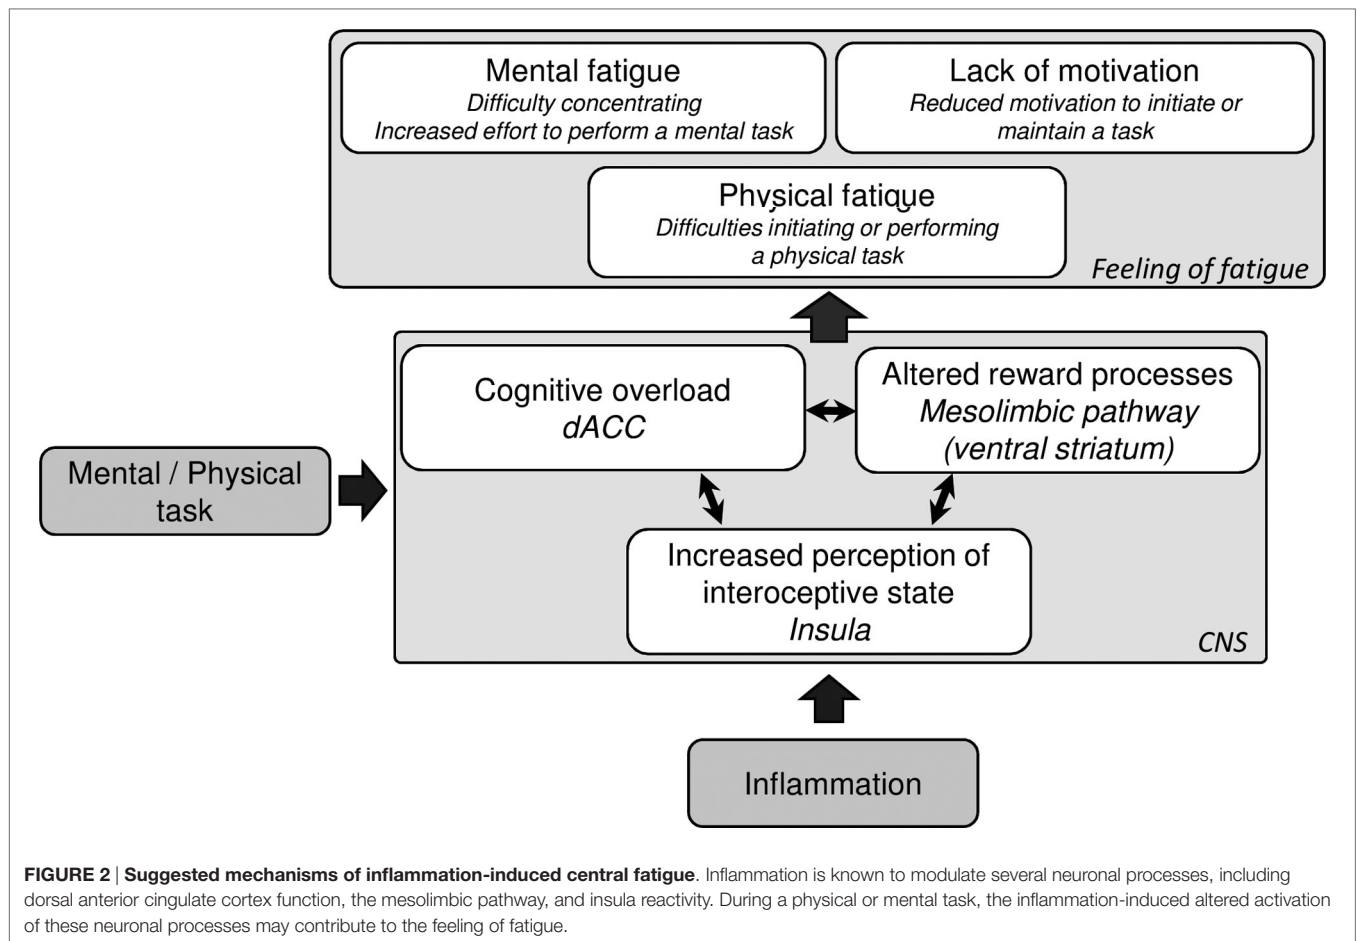 Mental fatigue
Difficulty concentrating
Increased effort to perform a mental task
Lack of motivation
Reduced motivation to initiate or
maintain a task
Physical fatigue
Difficulties initiating or performing
a physical task
Feeling of fatigue
Cognitive overload
dACC
Altered reward processes
Mesolimbic pathway
(ventral striatum)
Mental / Physical
task
Increased perception of
interoceptive state
Insula
CNS
Inflammation
FIGURE 2 | Suggested mechanisms of inflammation-induced central fatigue. Inflammation is known to modulate several neuronal processes, including
dorsal anterior cingulate cortex function, the mesolimbic pathway, and insula reactivity. During a physical or mental task, the inflammation-induced altered activation
of these neuronal processes may contribute to the feeling of fatigue.